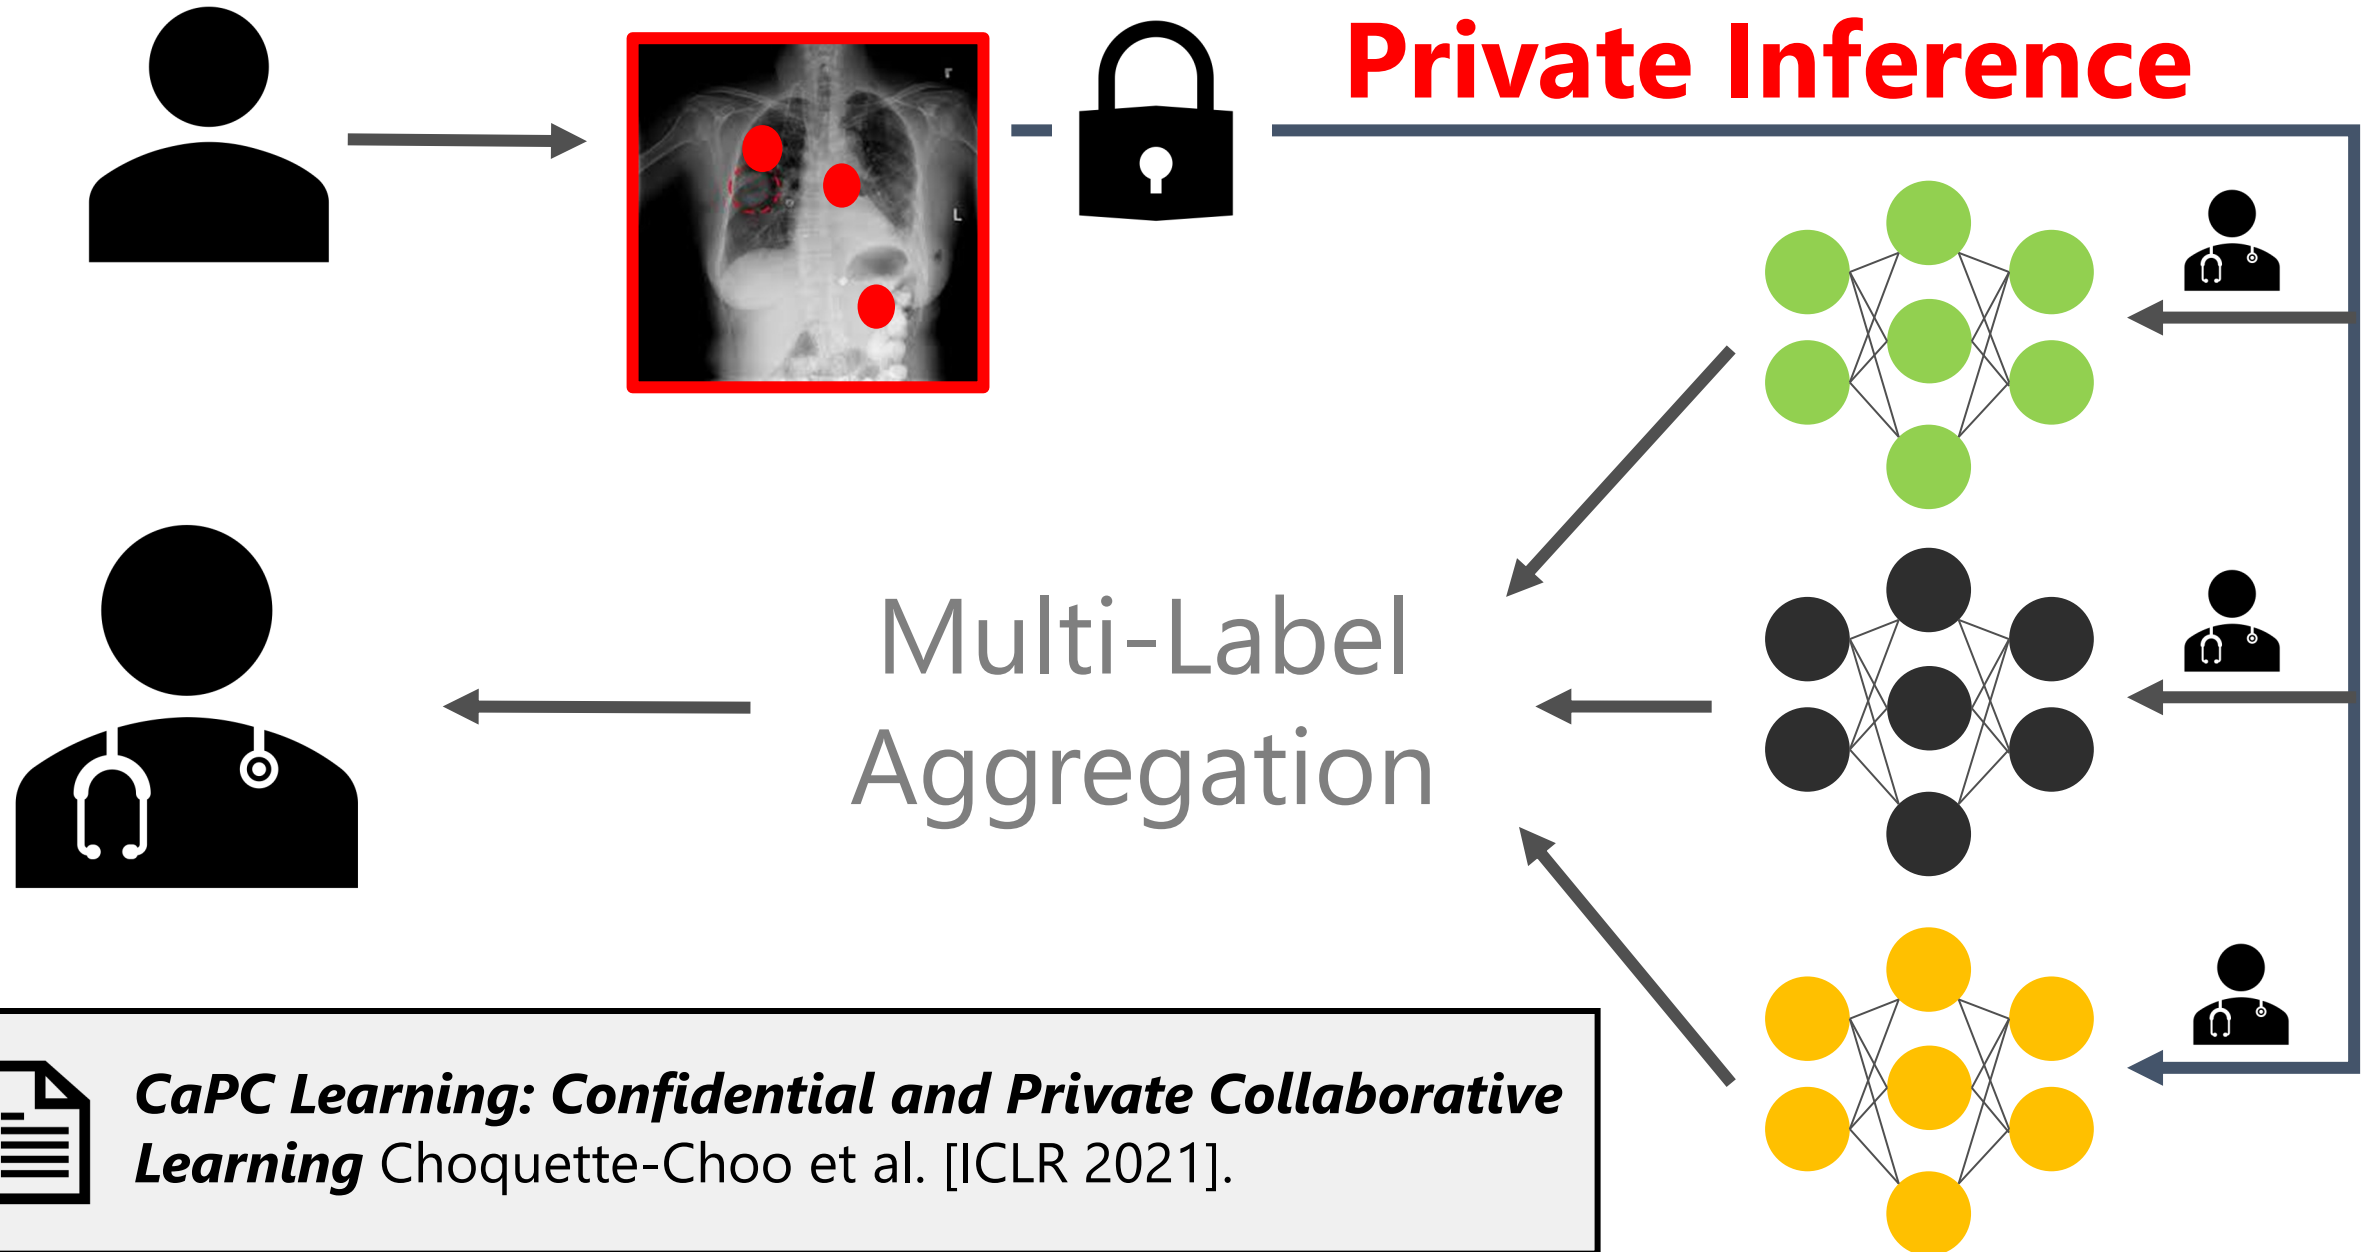 Private Inference
L
Multi-Label
Aggregation
CaPC Learning: Confidential and Private Collaborative
Learning Choquette-Choo et al. [ICLR 2021].